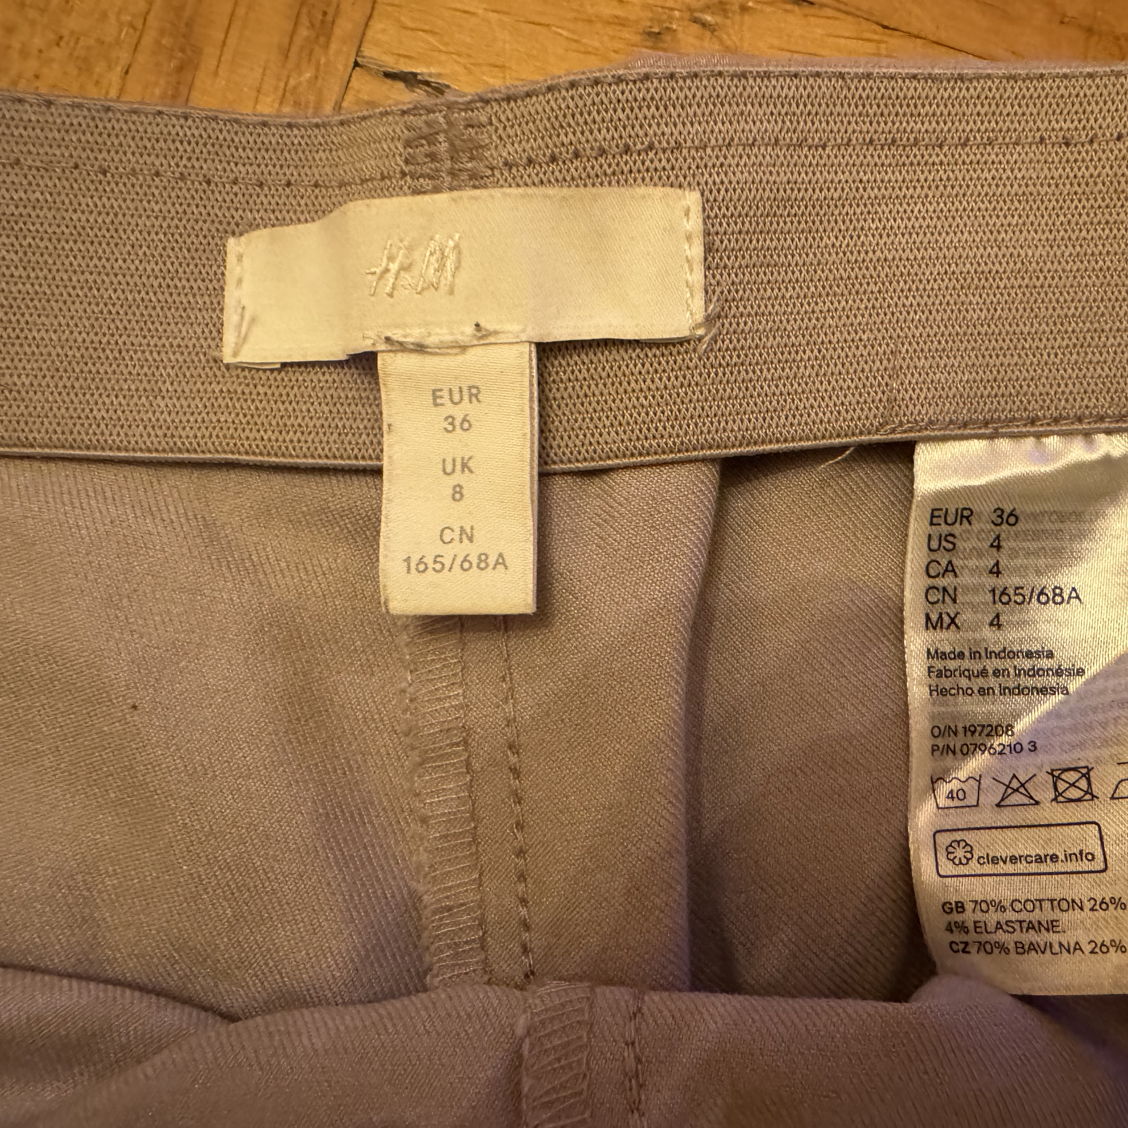 H&M
EUR
36
UK
8
CN
165/68A
EUR 36
US 4
CA 4
CN 165/68A
MX 4
Made in Indonesia
Fabriqué en Indonésie
Hecho en Indonesia
O/N 197208
P/N 0796210 3
40
clevercare.info
GB 70% COTTON 26%
4% ELASTANE.
CZ 70% BAVLNA 26%